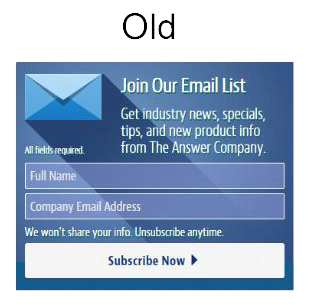 Old
Join Our Email List
Get industry news, specials,
tips, and new product info
from The Answer Company.
All fields required.
Full Name
Company Email Address
We won't share your info. Unsubscribe anytime.
Subscribe Now